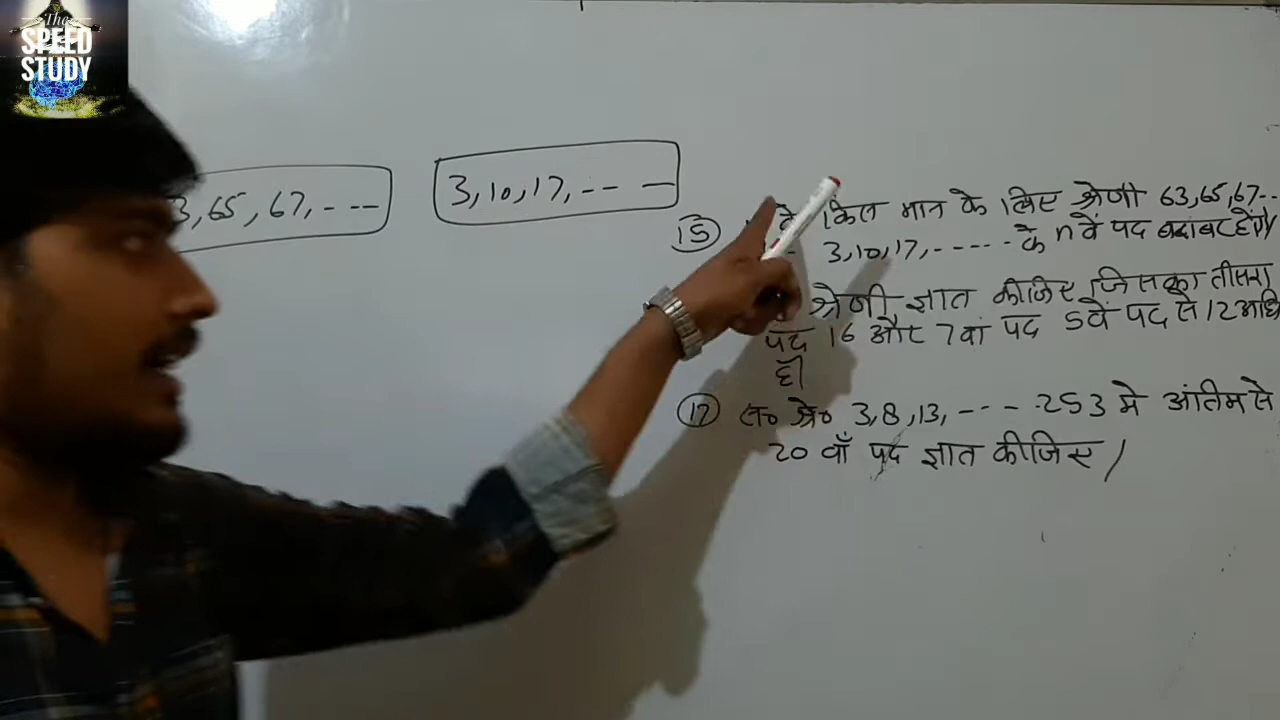 The
SPEED
STUDY
3, 65, 67, ---
3, 10, 17, ---
15 किस मान के लिए श्रेणी 63, 65, 67--
3, 10, 17, ----- के n वें पद बराबर होंगे
श्रेणी ज्ञात कीजिए जिसका तीसरा
पद 16 और 7 वां पद 5वें पद से 12 अधि
हो
17 स० श्रे० 3, 8, 13, --- 253 मे अंतिम से
20 वाँ पद ज्ञात कीजिए /